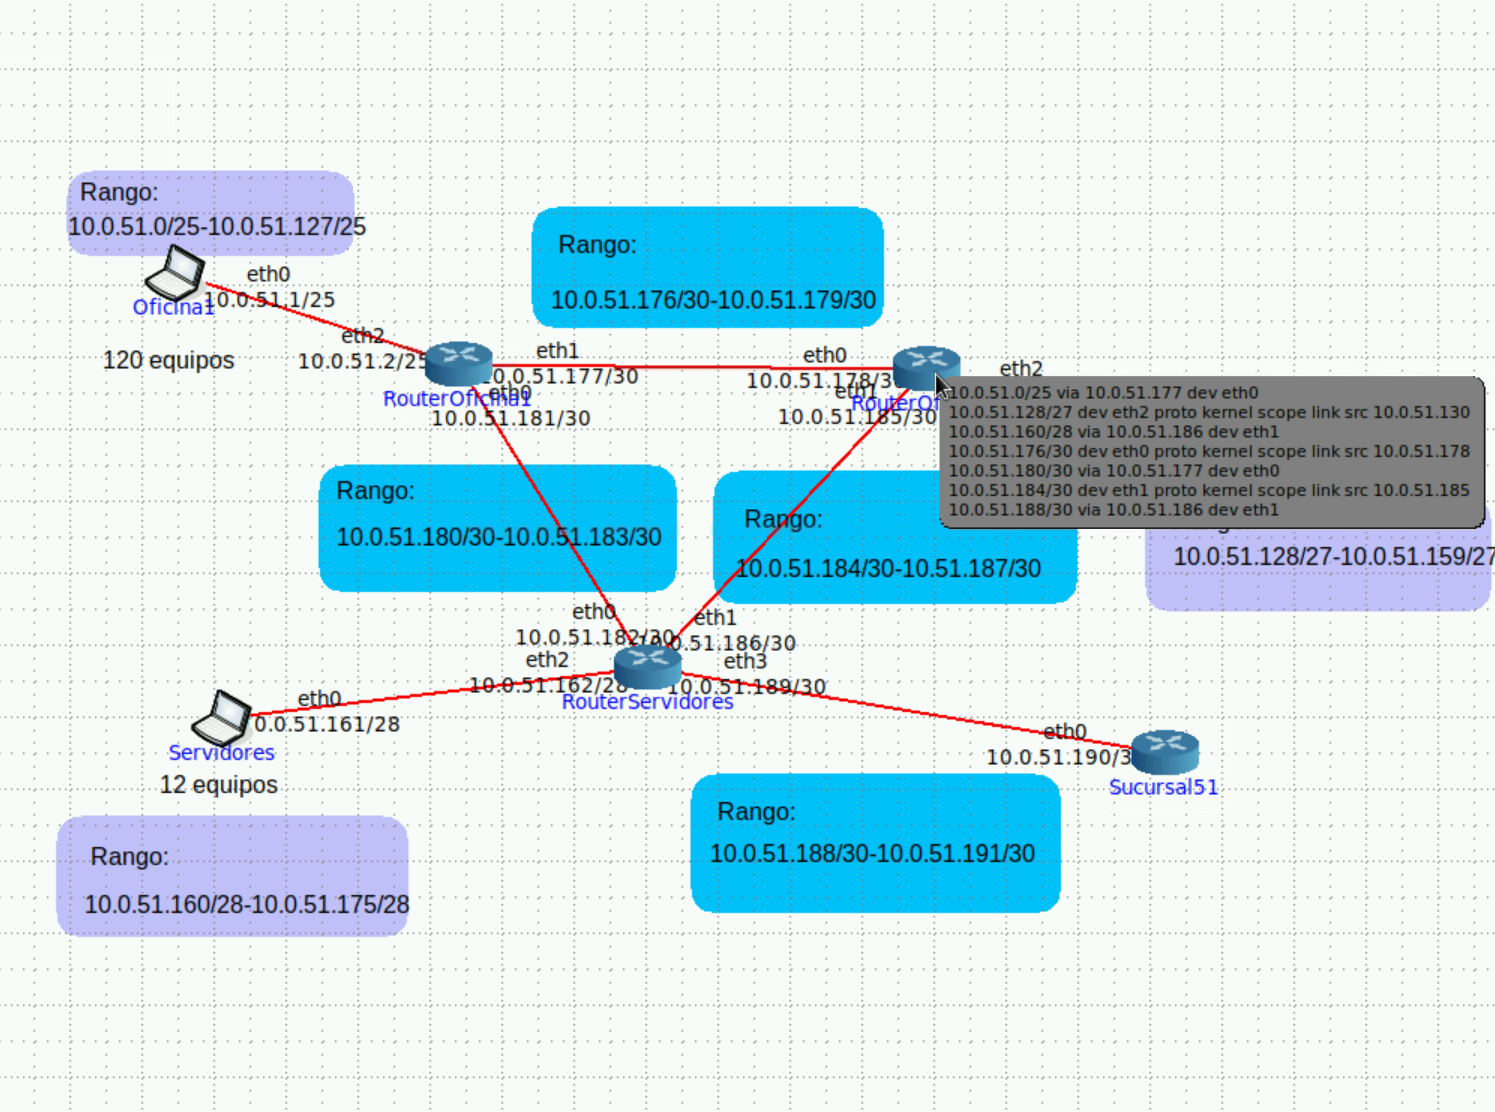 Rango:
10.0.51.0/25-10.0.51.127/25
eth0
10.0.51.1/25
Oficina1
120 equipos
eth2
10.0.51.2/25
Rango:
10.0.51.176/30-10.0.51.179/30
eth1
10.0.51.177/30
RouterOficina1
eth0
10.0.51.181/30
eth0
10.0.51.178/30
eth1
10.0.51.185/30
RouterOf
eth2
10.0.51.0/25 via 10.0.51.177 dev eth0
10.0.51.128/27 dev eth2 proto kernel scope link src 10.0.51.130
10.0.51.160/28 via 10.0.51.186 dev eth1
10.0.51.176/30 dev eth0 proto kernel scope link src 10.0.51.178
10.0.51.180/30 via 10.0.51.177 dev eth0
10.0.51.184/30 dev eth1 proto kernel scope link src 10.0.51.185
10.0.51.188/30 via 10.0.51.186 dev eth1
Rango:
10.0.51.180/30-10.0.51.183/30
Rango:
10.0.51.184/30-10.51.187/30
Rango:
10.0.51.128/27-10.0.51.159/27
eth0
10.0.51.182/30
eth1
10.0.51.186/30
eth2
10.0.51.162/28
eth3
10.0.51.189/30
RouterServidores
eth0
0.0.51.161/28
Servidores
12 equipos
eth0
10.0.51.190/3
Sucursal51
Rango:
10.0.51.160/28-10.0.51.175/28
Rango:
10.0.51.188/30-10.0.51.191/30